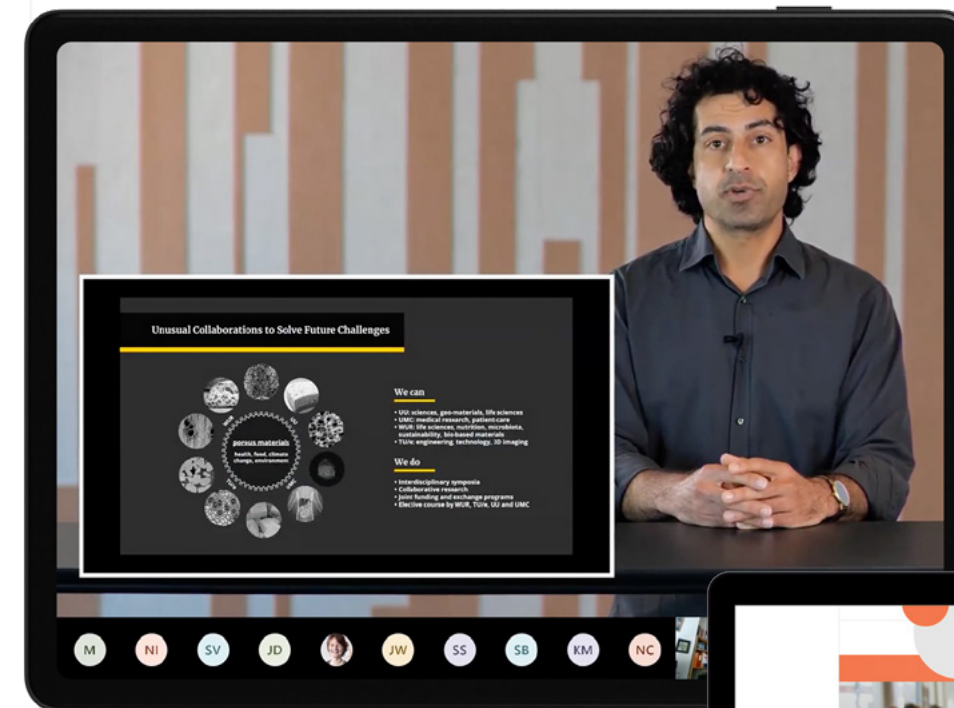 Unusual Collaborations to Solve Future Challenges
We can
• UU: sciences, geo-materials, life sciences
• UMC: medical research, patient-care
• WUR: life sciences, nutrition, microbiota,
sustainability, bio-based materials
• TU/e: engineering, technology, 3D imaging
We do
• Interdisciplinary symposia
• Collaborative research
• Joint funding and exchange programs
• Elective course by WUR, TU/e, UU and UMC
WUR
porous materials
health, food, climate
change, environment
TU/e
UMC
M
NI
SV
JD
JW
SS
SB
KM
NC